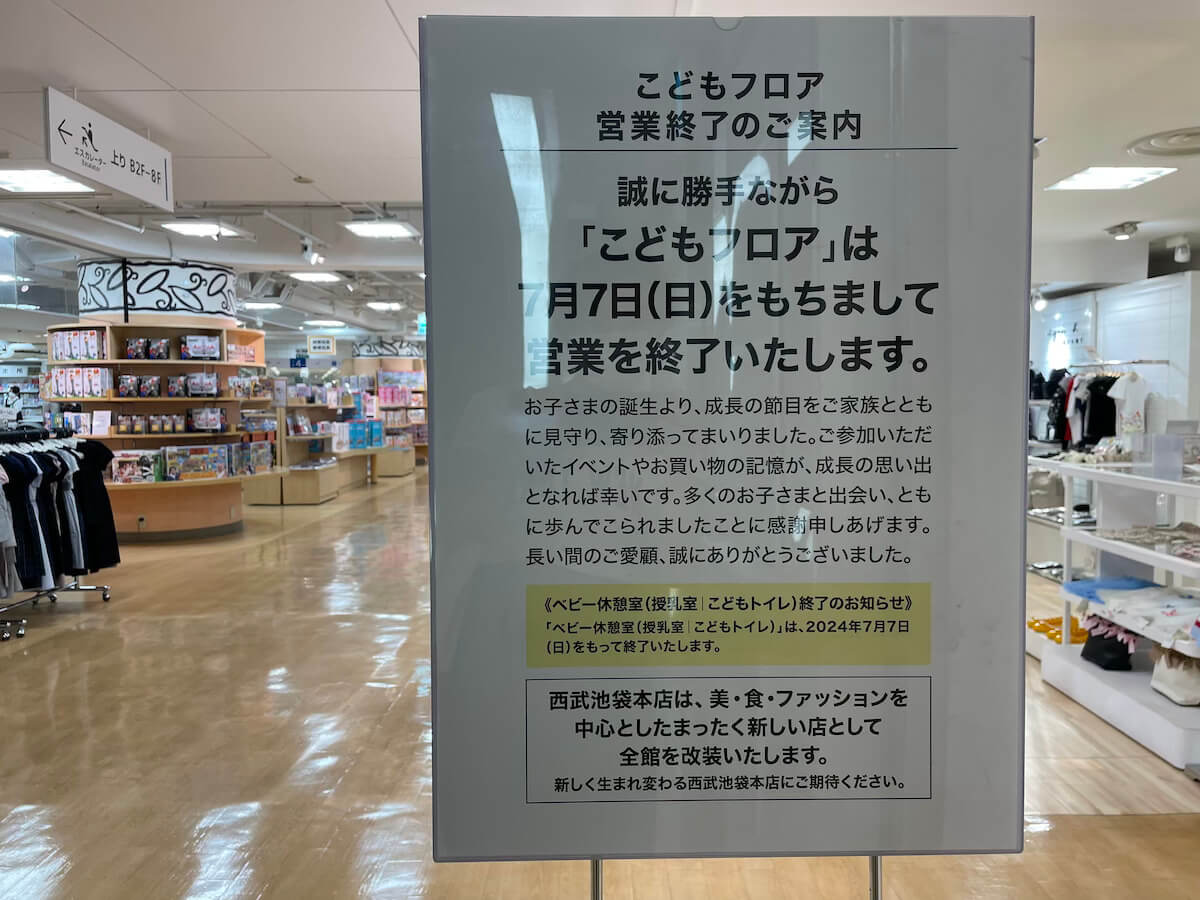 エスカレーター
Escalator
上り B2F-8F
こどもフロア
営業終了のご案内
誠に勝手ながら
「こどもフロア」は
7月7日(日)をもちまして
営業を終了いたします。
お子さまの誕生より、成長の節目をご家族ととも
に見守り、寄り添ってまいりました。ご参加いただ
いたイベントやお買い物の記憶が、成長の思い出
となれば幸いです。多くのお子さまと出会い、とも
に歩んでこられましたことに感謝申しあげます。
長い間のご愛顧、誠にありがとうございました。
《ベビー休憩室(授乳室|こどもトイレ)終了のお知らせ》
「ベビー休憩室(授乳室|こどもトイレ)」は、2024年7月7日
(日)をもって終了いたします。
西武池袋本店は、美・食・ファッションを
中心としたまったく新しい店として
全館を改装いたします。
新しく生まれ変わる西武池袋本店にご期待ください。